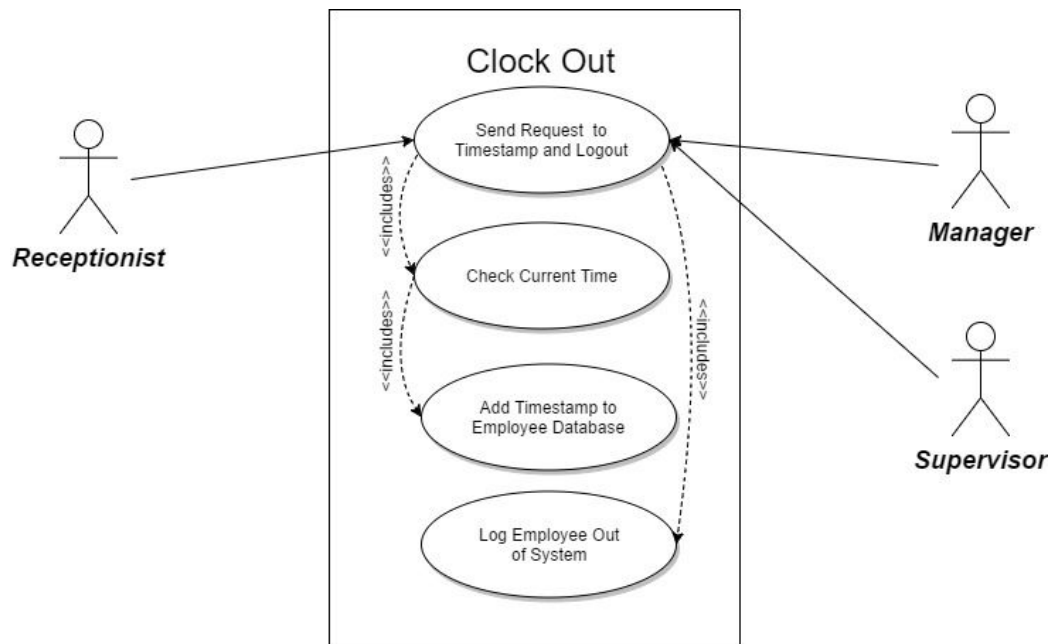 Clock Out
Send Request to
Timestamp and Logout
<<includes>>
Check Current Time
<<includes>>
<<includes>>
Add Timestamp to
Employee Database
Log Employee Out
of System
Receptionist
Manager
Supervisor